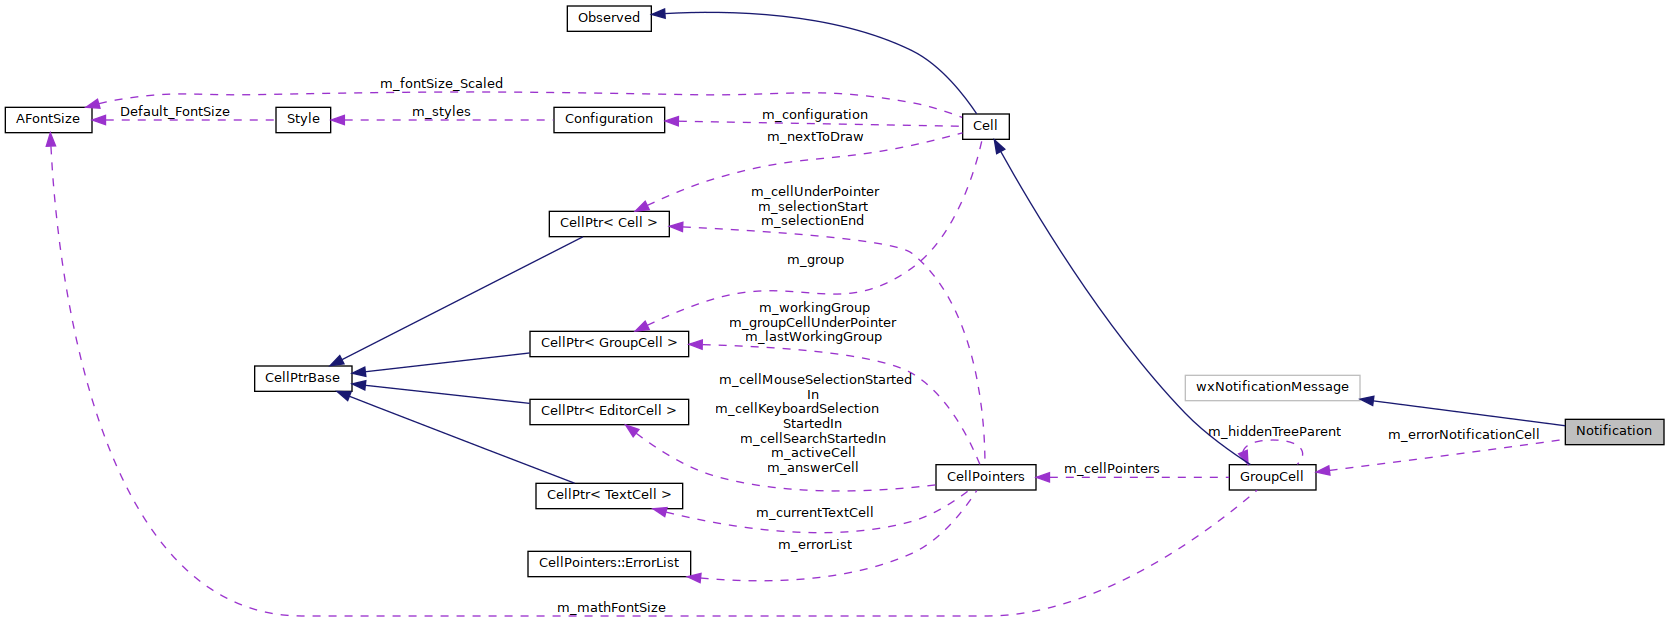 Observed
m_fontSize_Scaled
AFontSize
Default_FontSize
Style
m_styles
Configuration
m_configuration
Cell
m_nextToDraw
m_cellUnderPointer
m_selectionStart
m_selectionEnd
CellPtr< Cell >
m_group
m_workingGroup
m_groupCellUnderPointer
m_lastWorkingGroup
CellPtr< GroupCell >
CellPtrBase
m_cellMouseSelectionStarted
In
m_cellKeyboardSelection
StartedIn
m_cellSearchStartedIn
m_activeCell
m_answerCell
CellPtr< EditorCell >
wxNotificationMessage
Notification
m_hiddenTreeParent
m_errorNotificationCell
CellPointers
m_cellPointers
GroupCell
CellPtr< TextCell >
m_currentTextCell
m_errorList
CellPointers::ErrorList
m_mathFontSize